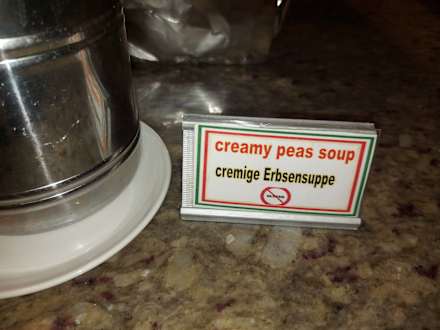 creamy peas soup
cremige Erbsensuppe